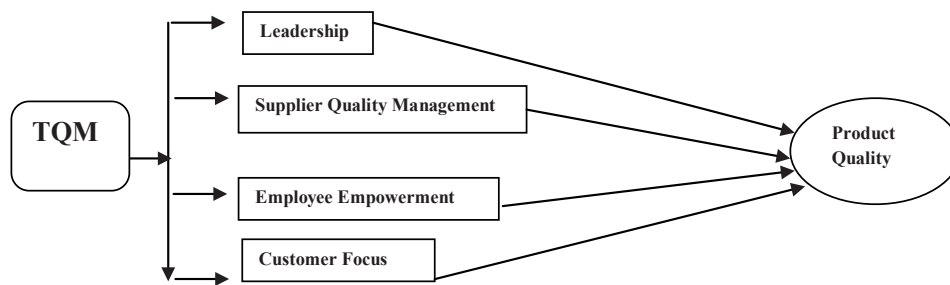 Leadership
Supplier Quality Management
TQM
Product
Quality
Employee Empowerment
Customer Focus